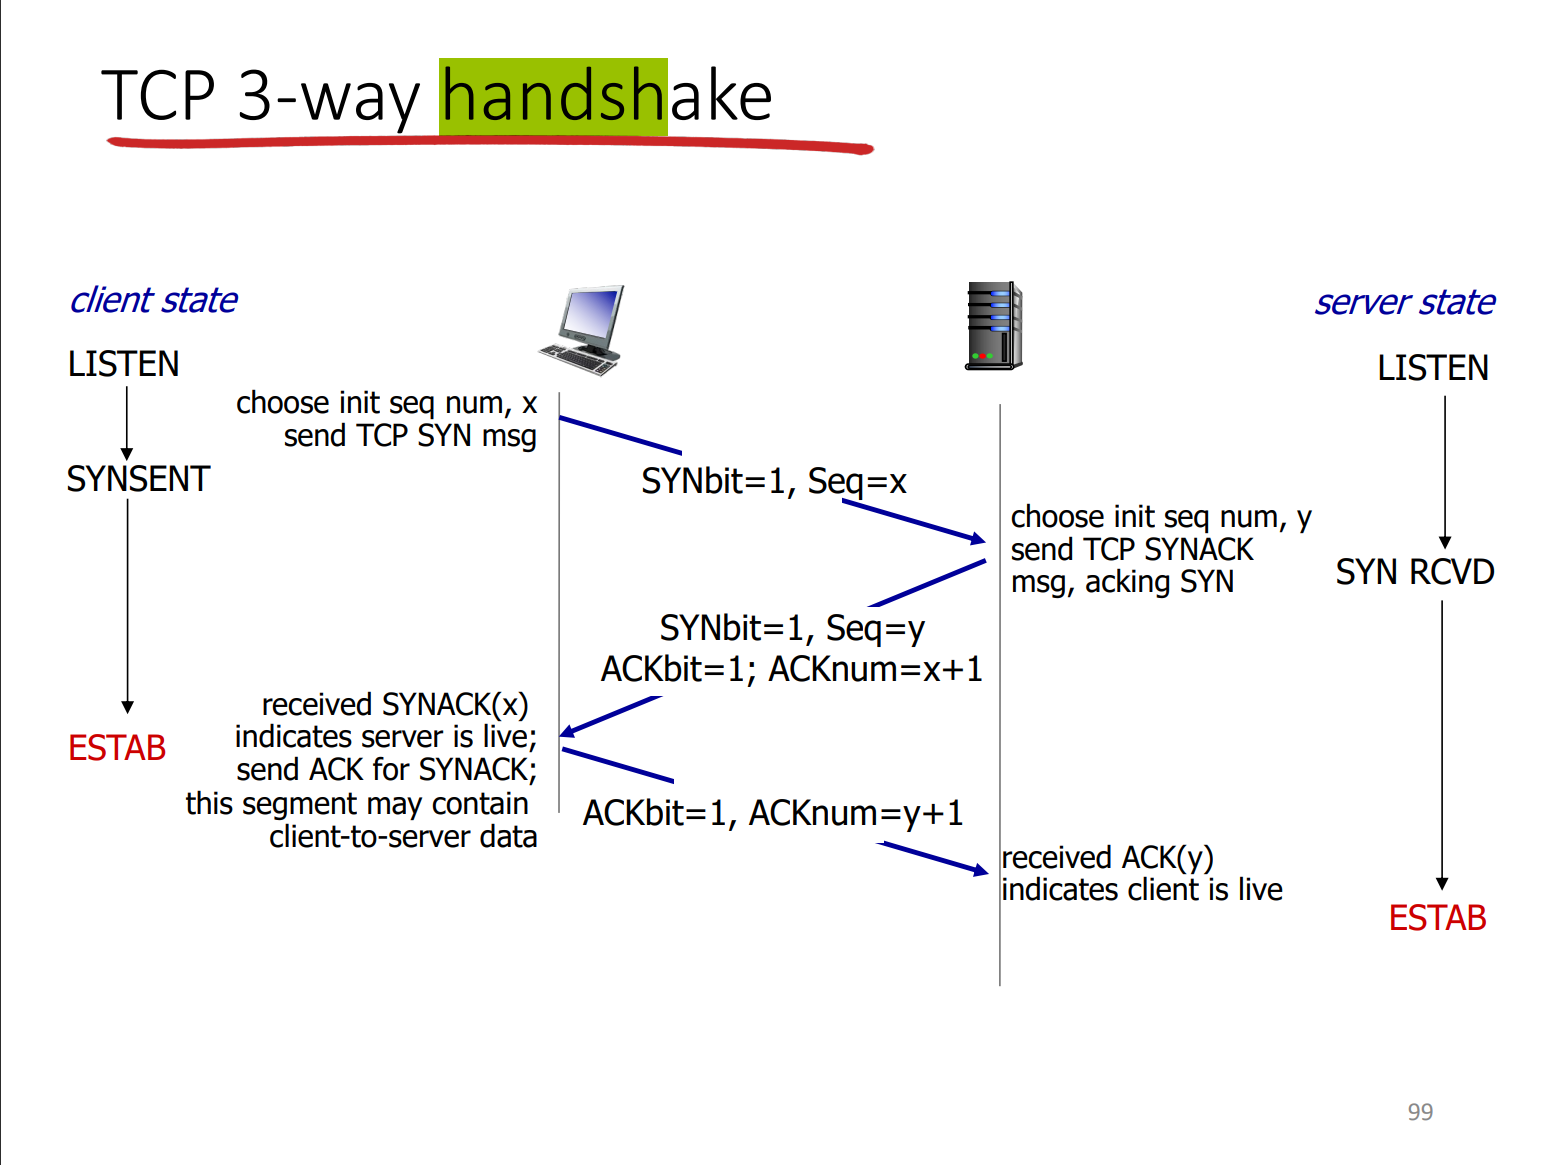 TCP 3-way handshake
client state
server state
LISTEN
LISTEN
choose init seq num, x
send TCP SYN msg
SYNSENT
SYNbit=1, Seq=x
choose init seq num, y
send TCP SYNACK
msg, acking SYN
SYN RCVD
SYNbit=1, Seq=y
ACKbit=1; ACKnum=x+1
received SYNACK(x)
indicates server is live;
send ACK for SYNACK;
this segment may contain
client-to-server data
ESTAB
ACKbit=1, ACKnum=y+1
received ACK(y)
indicates client is live
ESTAB
99